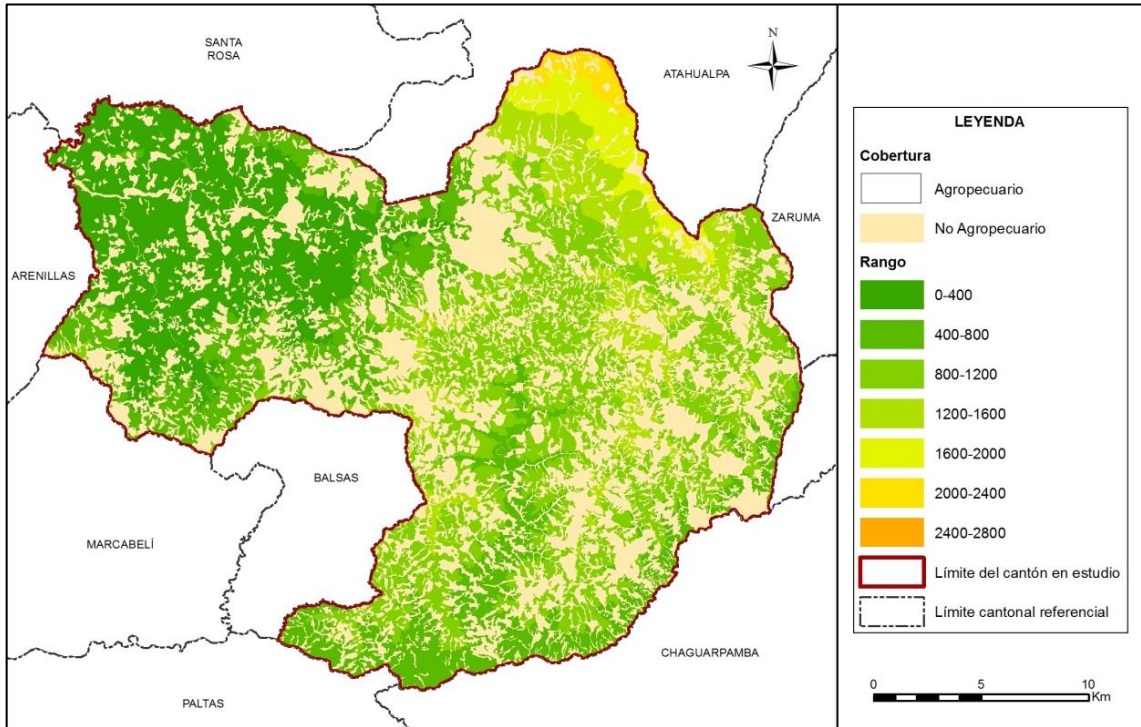 SANTA
ROSA
N
ATAHUALPA
ZARUMA
ARENILLAS
BALSAS
MARCABELÍ
CHAGUARPAMBA
PALTAS
LEYENDA
Cobertura
Agropecuario
No Agropecuario
Rango
0-400
400-800
800-1200
1200-1600
1600-2000
2000-2400
2400-2800
Límite del cantón en estudio
Límite cantonal referencial
0 5 10
Km